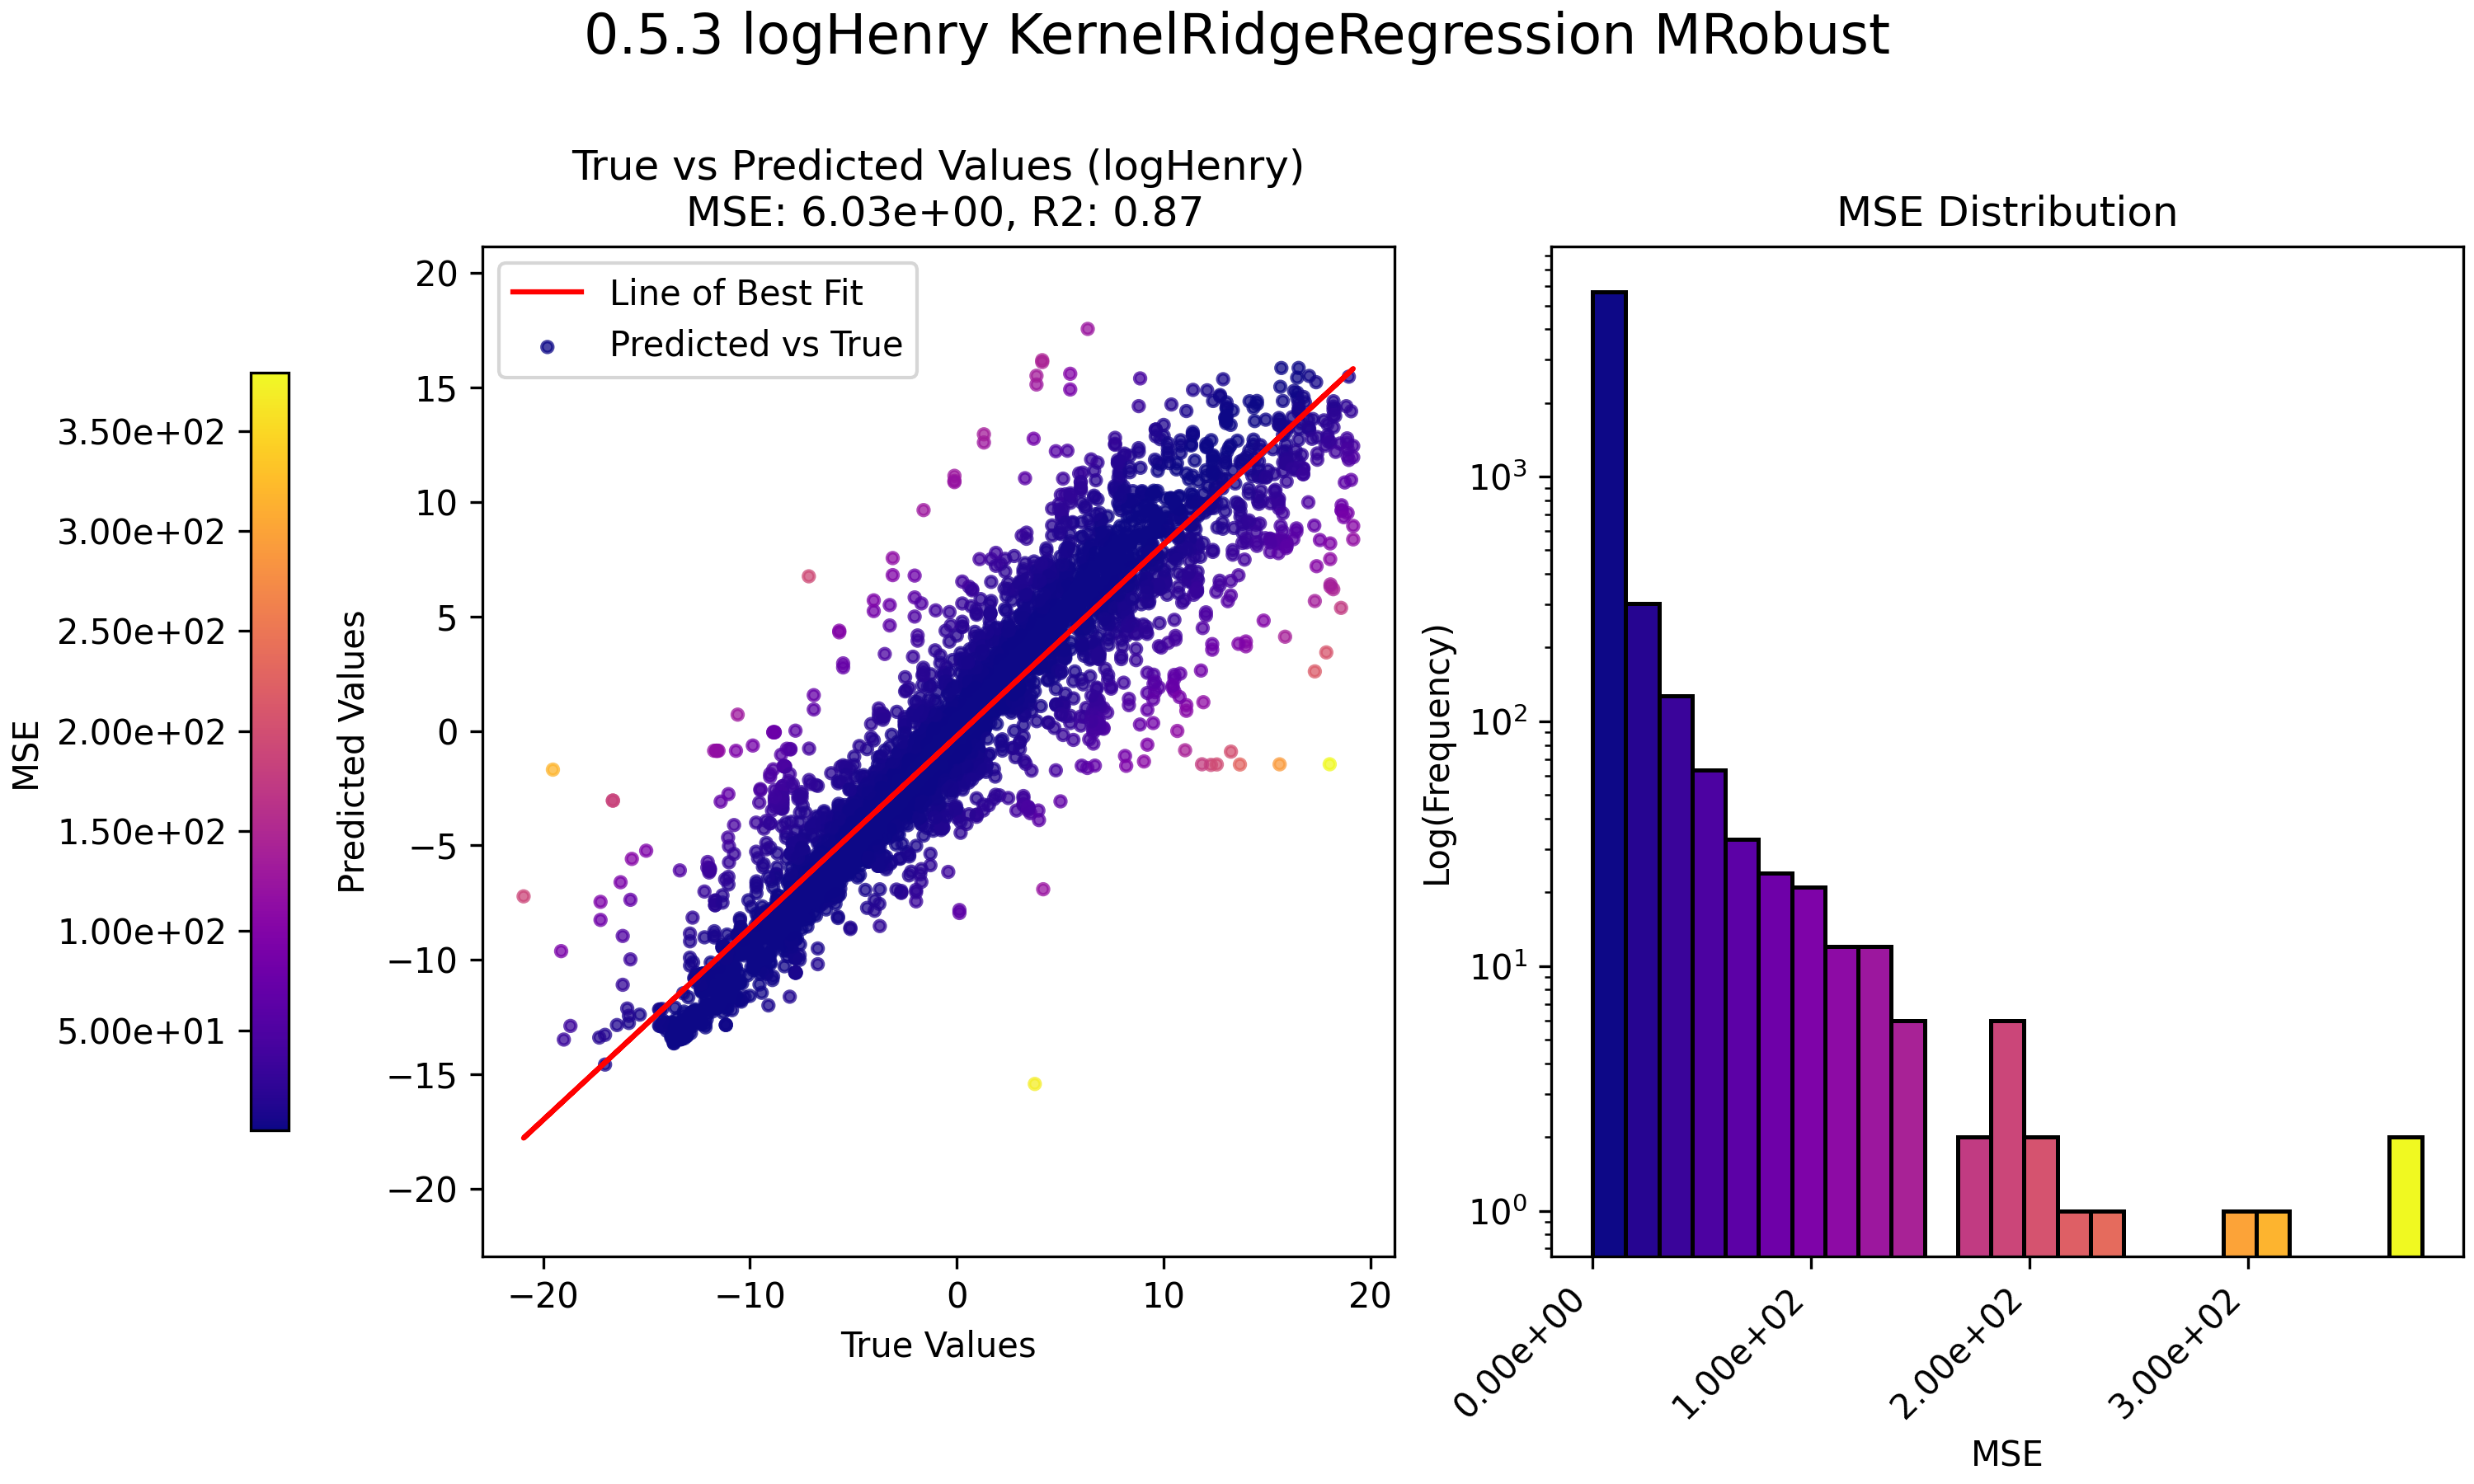 0.5.3 logHenry KernelRidgeRegression MRobust
MSE
3.50e+02
3.00e+02
2.50e+02
2.00e+02
1.50e+02
1.00e+02
5.00e+01
True vs Predicted Values (logHenry)
MSE: 6.03e+00, R2: 0.87
Line of Best Fit
Predicted vs True
Predicted Values
20
15
10
5
0
−5
−10
−15
−20
−20 −10 0 10 20
True Values
MSE Distribution
Log(Frequency)
10³
10²
10¹
10⁰
0.00e+00 1.00e+02 2.00e+02 3.00e+02
MSE